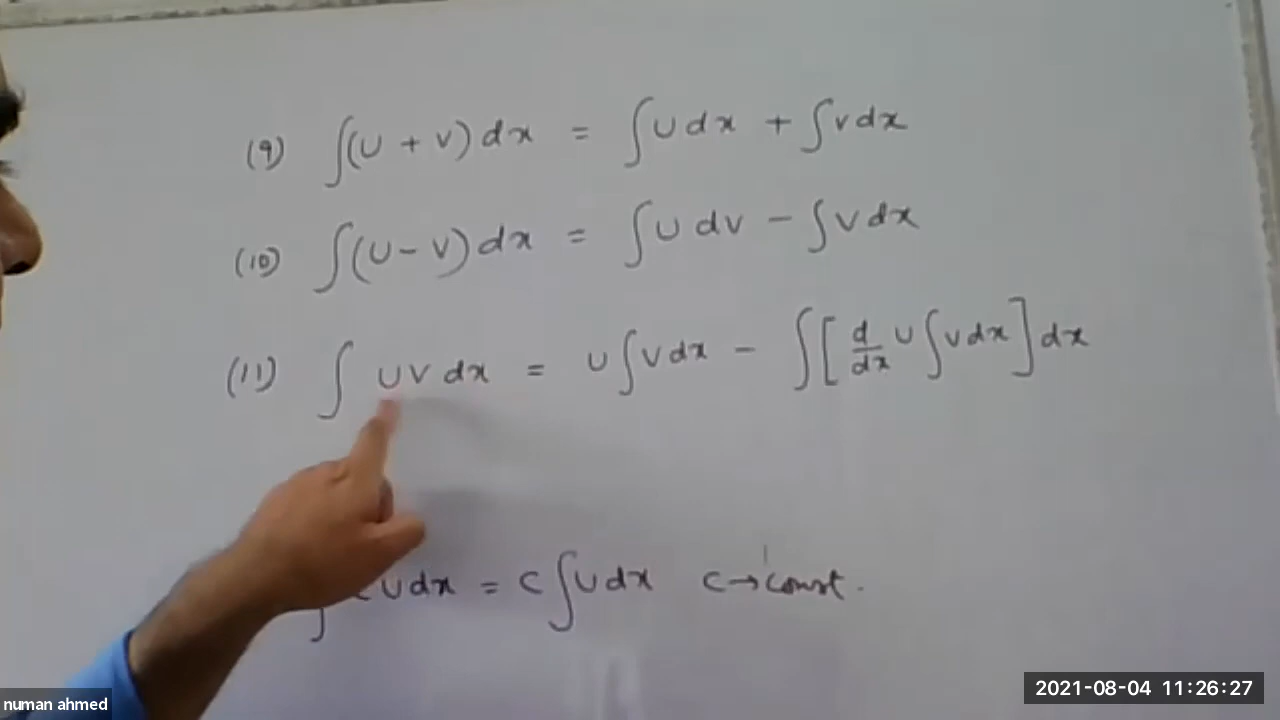 (9) ∫(U + V) dx = ∫U dx + ∫v dx
(10) ∫(U - V) dx = ∫U dv - ∫V dx
(11) ∫ U V dx = U ∫V dx - ∫[d/dx U ∫V dx] dx
∫ C U dx = C ∫U dx C → const.
numan ahmed
2021-08-04 11:26:27